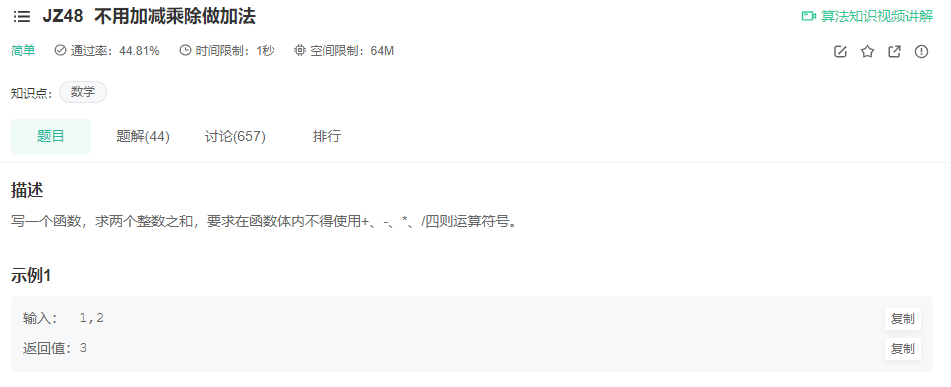 JZ48 不用加减乘除做加法
算法知识视频讲解
简单 通过率：44.81% 时间限制：1秒 空间限制：64M
知识点： 数学
题目 题解(44) 讨论(657) 排行
描述
写一个函数，求两个整数之和，要求在函数体内不得使用+、-、*、/四则运算符号。
示例1
输入： 1,2 复制
返回值：3 复制